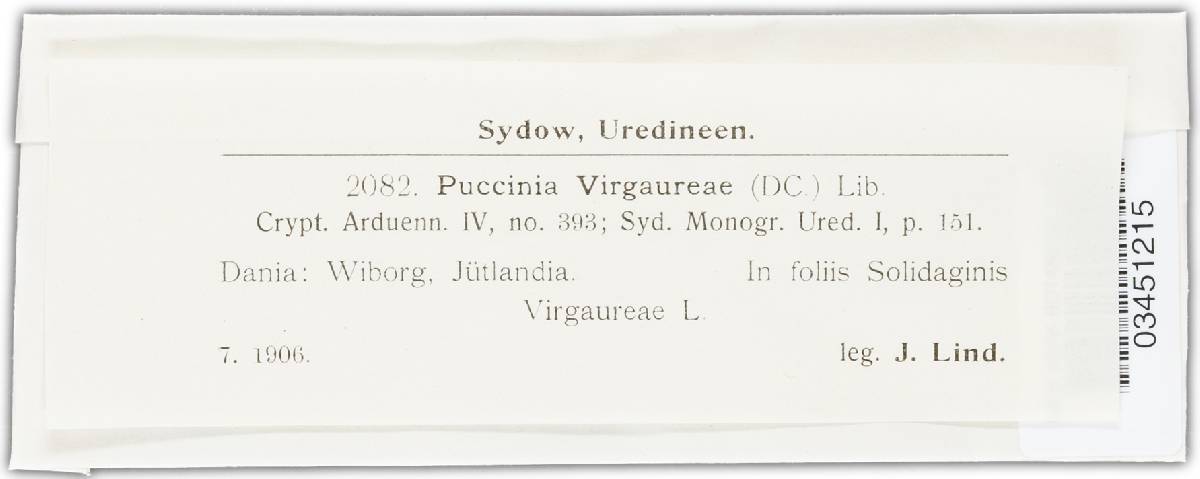 Sydow, Uredineen.
2082. Puccinia Virgaureae (DC.) Lib.
Crypt. Arduenn. IV, no. 393; Syd. Monogr. Ured. I, p. 151.
Dania: Wiborg, Jütlandia. In foliis Solidaginis
Virgaureae L.
7. 1906. leg. J. Lind.
03451215